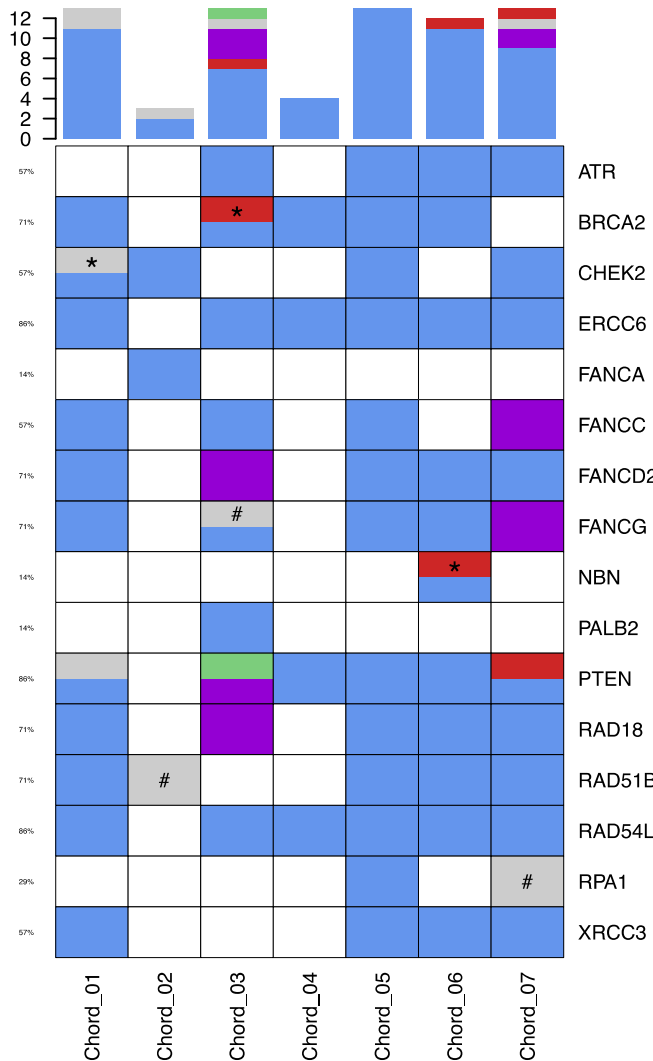 12
10
8
6
4
2
0
57% ATR
71% * BRCA2
57% * CHEK2
86% ERCC6
14% FANCA
57% FANCC
71% FANCD2
71% # FANCG
14% * NBN
14% PALB2
86% PTEN
71% RAD18
71% # RAD51B
86% RAD54L
29% # RPA1
57% XRCC3
Chord_01 Chord_02 Chord_03 Chord_04 Chord_05 Chord_06 Chord_07